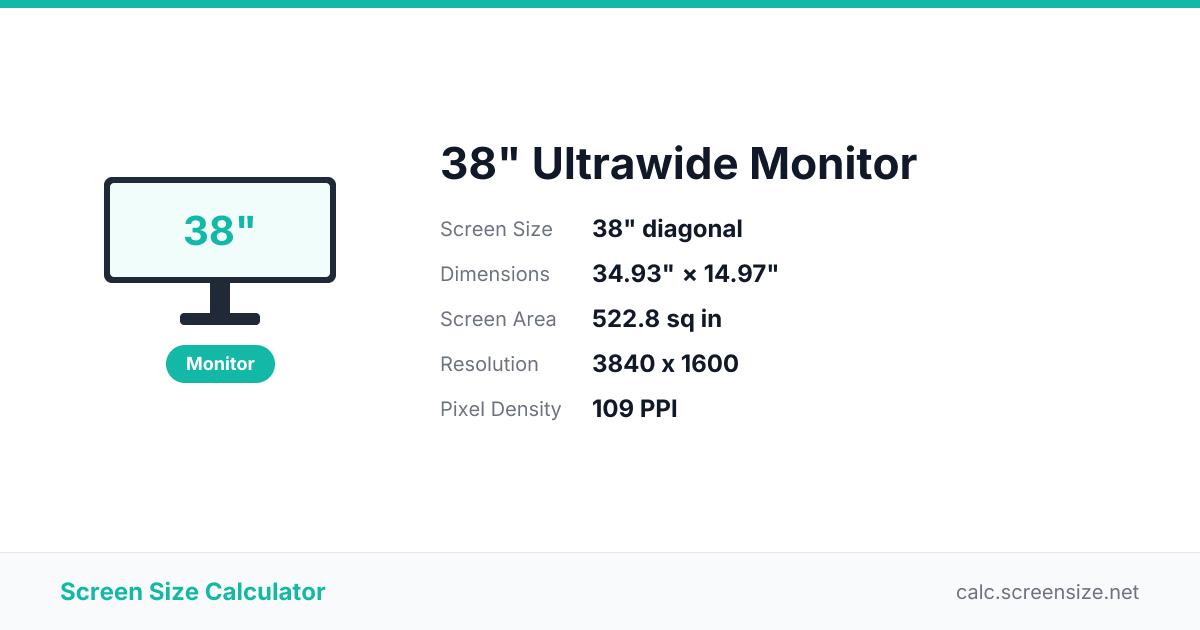 38"
Monitor
38" Ultrawide Monitor
Screen Size 38" diagonal
Dimensions 34.93" × 14.97"
Screen Area 522.8 sq in
Resolution 3840 x 1600
Pixel Density 109 PPI
Screen Size Calculator
calc.screensize.net